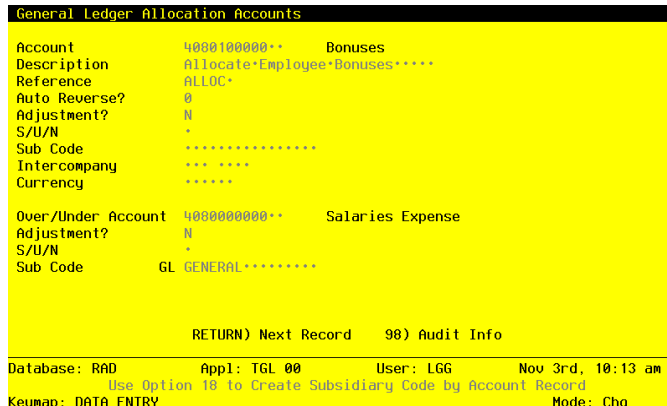 General Ledger Allocation Accounts
Account 4080100000•• Bonuses
Description Allocate•Employee•Bonuses•••••
Reference ALLOC•
Auto Reverse? 0
Adjustment? N
S/U/N •
Sub Code ••••••••••••••••
Intercompany ••• ••••
Currency ••••••
Over/Under Account 4080000000•• Salaries Expense
Adjustment? N
S/U/N •
Sub Code GL GENERAL•••••••••
RETURN) Next Record 98) Audit Info
Database: RAD Appl: TGL 00 User: LGG Nov 3rd, 10:13 am
Use Option 18 to Create Subsidiary Code by Account Record
Keymap: DATA ENTRY Mode: Chg